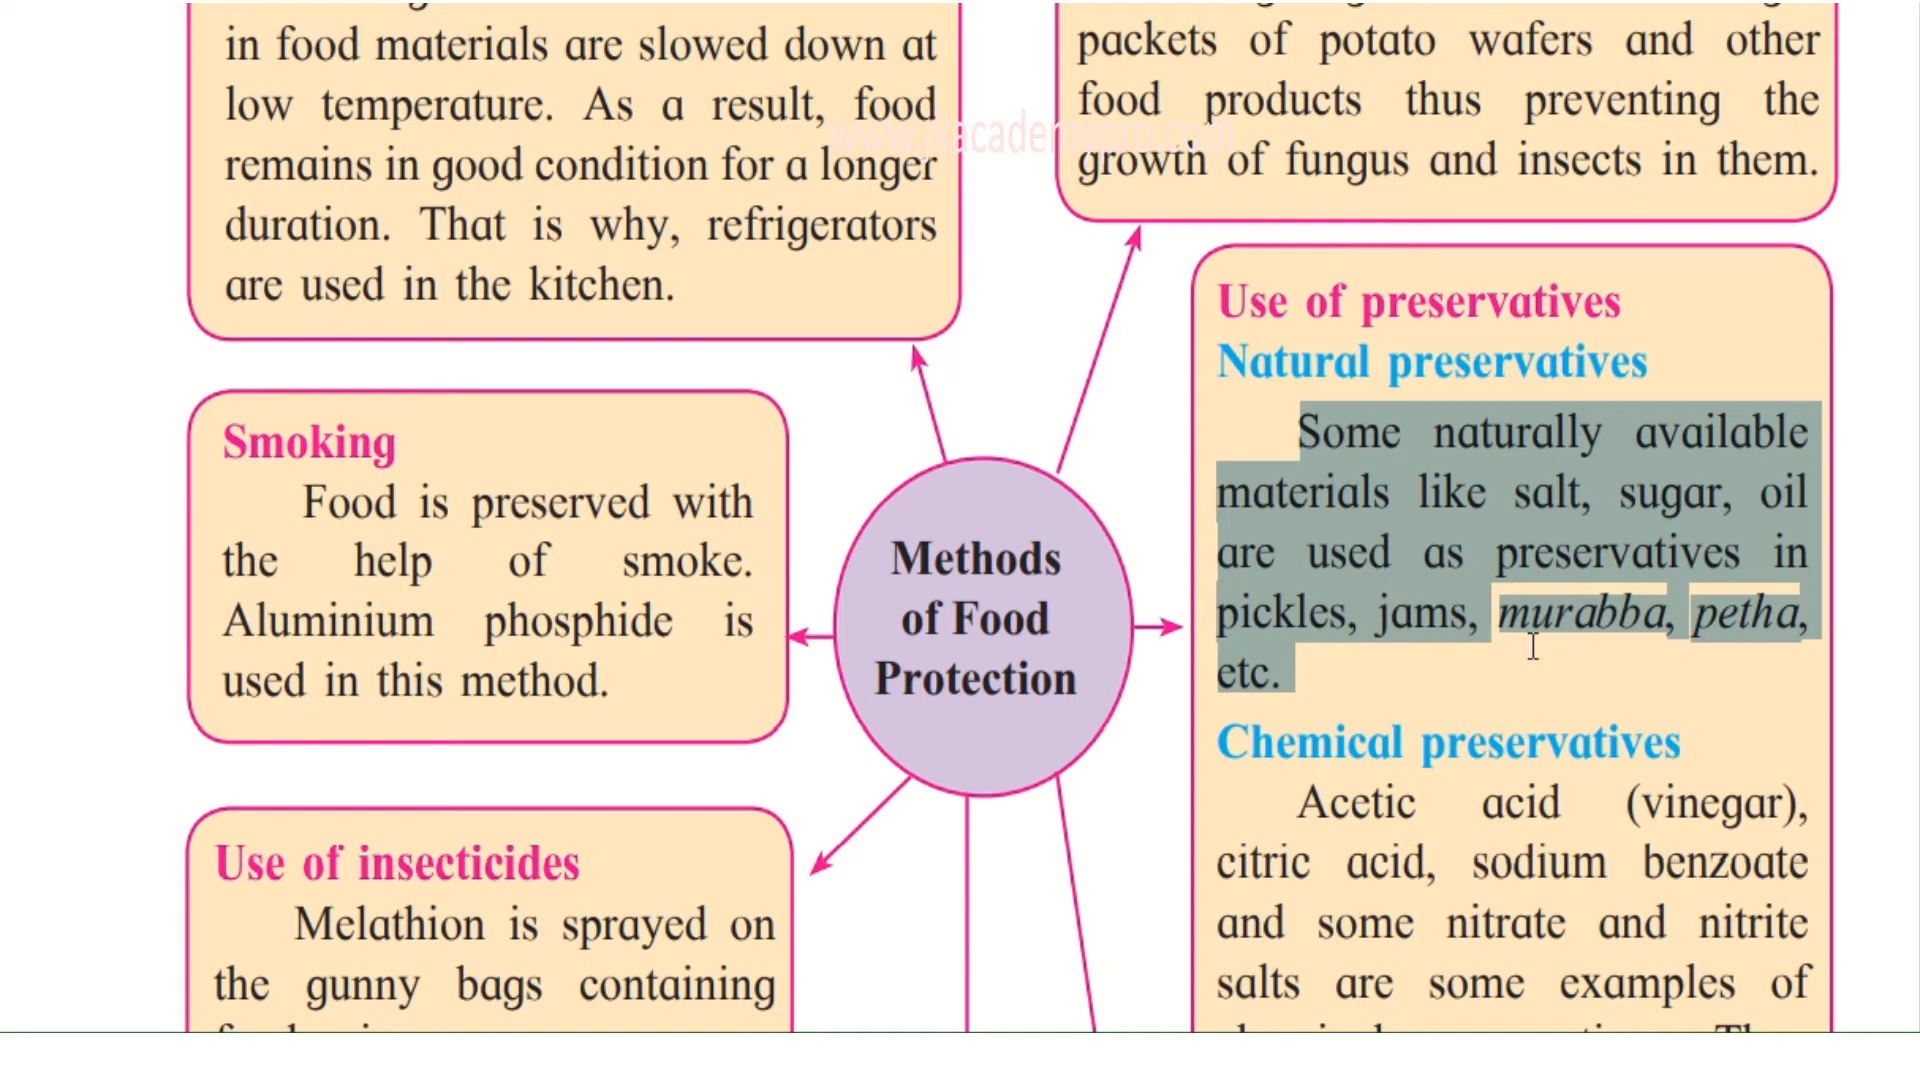 in food materials are slowed down at
low temperature. As a result, food
remains in good condition for a longer
duration. That is why, refrigerators
are used in the kitchen.
packets of potato wafers and other
food products thus preventing the
growth of fungus and insects in them.
Smoking
Food is preserved with
the help of smoke.
Aluminium phosphide is
used in this method.
Methods
of Food
Protection
Use of preservatives
Natural preservatives
Some naturally available
materials like salt, sugar, oil
are used as preservatives in
pickles, jams, murabba, petha,
etc.
Chemical preservatives
Acetic acid (vinegar),
citric acid, sodium benzoate
and some nitrate and nitrite
salts are some examples of
Use of insecticides
Melathion is sprayed on
the gunny bags containing